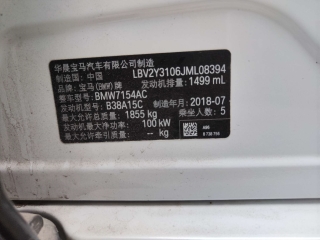 华晨宝马汽车有限公司制造
制造国：中国 LBV2Y3106JML08394
品牌：宝马(BMW)牌 发动机排量：1499 mL
整车型号：BMW7154AC
发动机型号：B38A15C 制造年月：2018-07
最大允许总质量：1855 kg 乘坐人数：5
发动机最大净功率：100 kW
最大允许牵引质量：-- kg